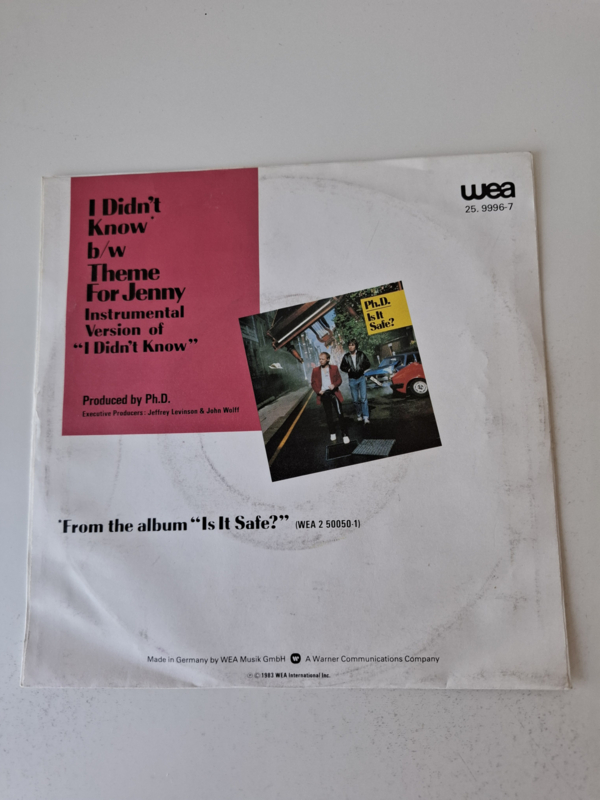 I Didn't
Know*
b/w
Theme
For Jenny
Instrumental
Version of
“I Didn't Know”
Produced by Ph.D.
Executive Producers: Jeffrey Levinson & John Wolff
wea
25. 9996-7
Ph.D.
Is It
Safe?
*From the album “Is It Safe?” (WEA 2 50050-1)
Made in Germany by WEA Musik GmbH W A Warner Communications Company
℗ © 1983 WEA International Inc.